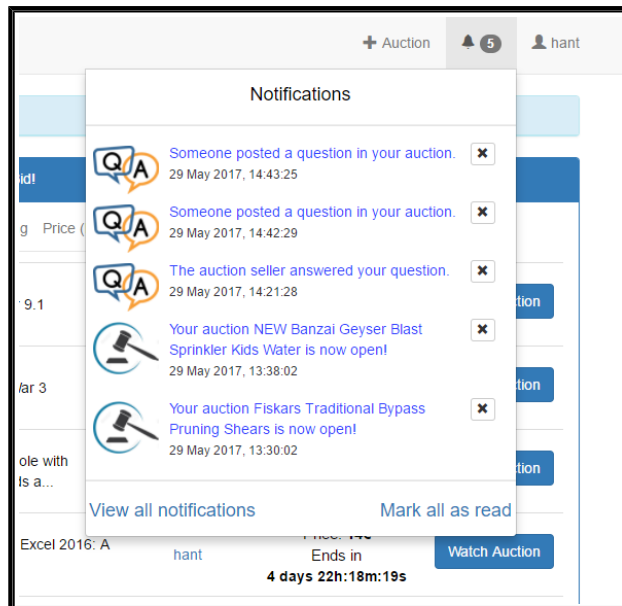 + Auction 5 hant
Notifications
Someone posted a question in your auction.
29 May 2017, 14:43:25
Someone posted a question in your auction.
29 May 2017, 14:42:29
The auction seller answered your question.
29 May 2017, 14:21:28
Your auction NEW Banzai Geyser Blast
Sprinkler Kids Water is now open!
29 May 2017, 13:38:02
Your auction Fiskars Traditional Bypass
Pruning Shears is now open!
29 May 2017, 13:30:02
View all notifications Mark all as read
Q A
Q A
Q A
id!
g Price (
9.1 tion
ar 3 tion
ole with
ls a... tion
Excel 2016: A hant Watch Auction
Ends in
4 days 22h:18m:19s